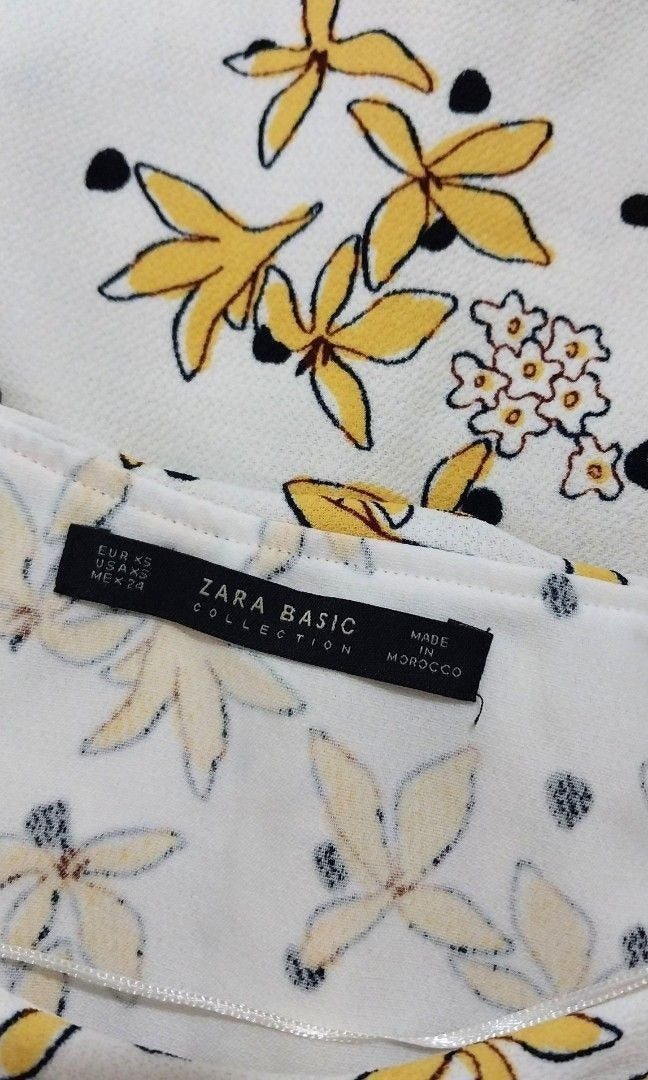 EUR XS
USA XS
MEX 24
ZARA BASIC
COLLECTION
MADE
IN
MOROCCO